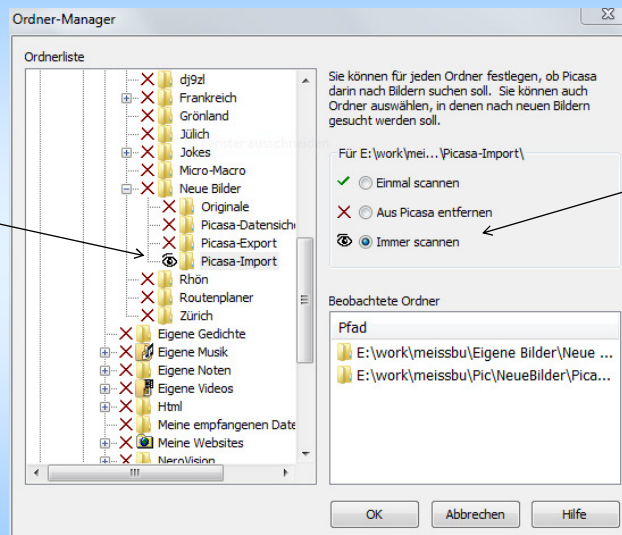 Ordner-Manager
Ordnerliste
dj9zl
Frankreich
Grönland
Jülich
Jokes
Micro-Macro
Neue Bilder
Originale
Picasa-Datensich
Picasa-Export
Picasa-Import
Rhön
Routenplaner
Zürich
Eigene Gedichte
Eigene Musik
Eigene Noten
Eigene Videos
Html
Meine empfangenen Date
Meine Websites
NeroVision
Sie können für jeden Ordner festlegen, ob Picasa
darin nach Bildern suchen soll. Sie können auch
Ordner auswählen, in denen nach neuen Bildern
gesucht werden soll.
Für E:\work\mei...\Picasa-Import\
Einmal scannen
Aus Picasa entfernen
Immer scannen
Beobachtete Ordner
Pfad
E:\work\meissbu\Eigene Bilder\Neue ...
E:\work\meissbu\Pic\NeueBilder\Pica...
OK Abbrechen Hilfe